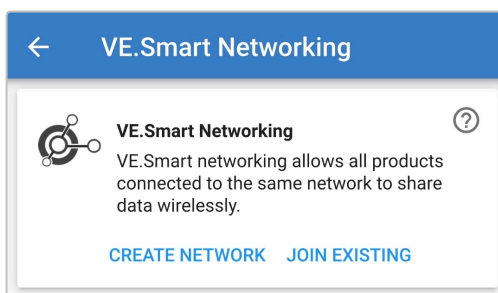 VE.Smart Networking
VE.Smart Networking
VE.Smart networking allows all products
connected to the same network to share
data wirelessly.
CREATE NETWORK JOIN EXISTING